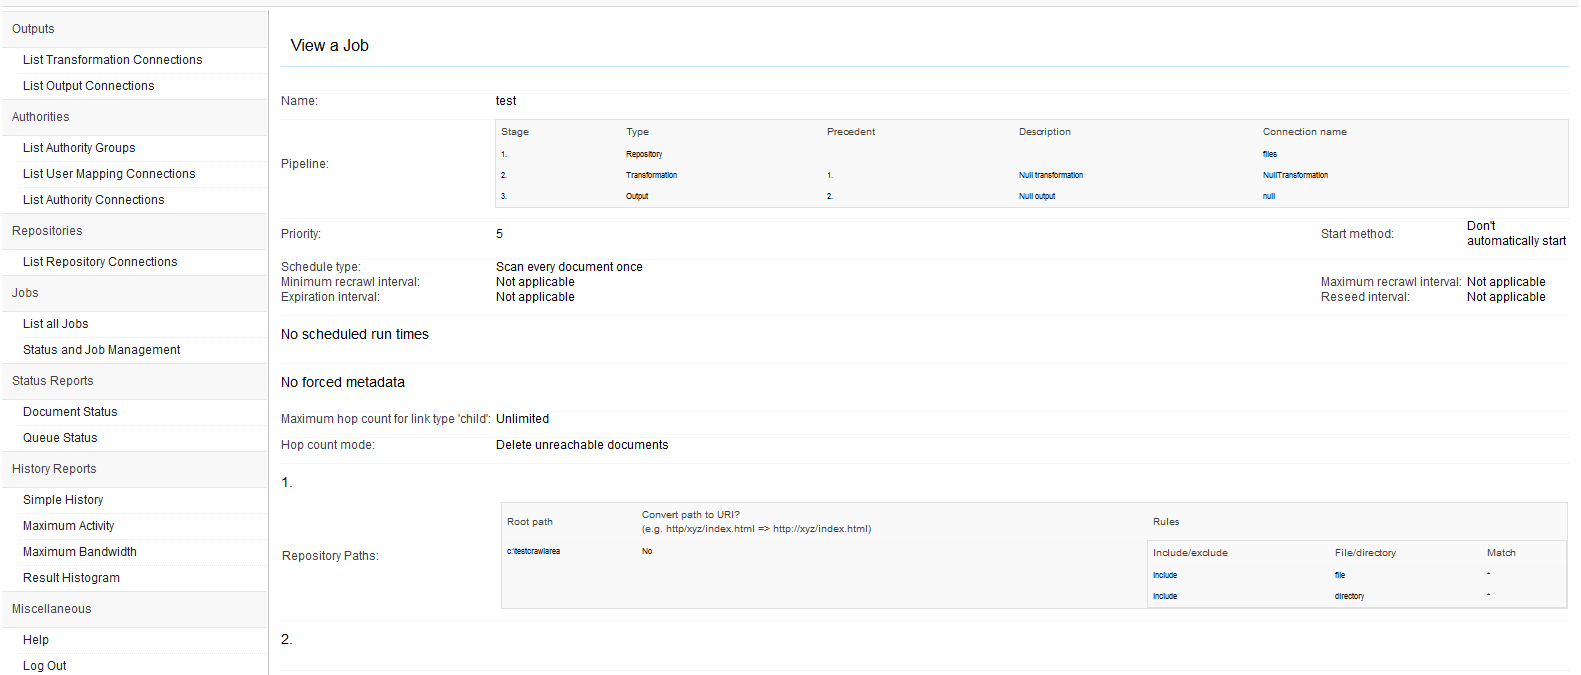 Outputs
List Transformation Connections
List Output Connections
Authorities
List Authority Groups
List User Mapping Connections
List Authority Connections
Repositories
List Repository Connections
Jobs
List all Jobs
Status and Job Management
Status Reports
Document Status
Queue Status
History Reports
Simple History
Maximum Activity
Maximum Bandwidth
Result Histogram
Miscellaneous
Help
Log Out
View a Job
Name: test
Pipeline:
Stage Type Precedent Description Connection name
1. Repository files
2. Transformation 1. Null transformation NullTransformation
3. Output 2. Null output null
Priority: 5 Start method: Don't
automatically start
Schedule type: Scan every document once
Minimum recrawl interval: Not applicable Maximum recrawl interval: Not applicable
Expiration interval: Not applicable Reseed interval: Not applicable
No scheduled run times
No forced metadata
Maximum hop count for link type 'child': Unlimited
Hop count mode: Delete unreachable documents
1.
Repository Paths:
Root path Convert path to URI?
(e.g. http/xyz/index.html => http://xyz/index.html) Rules
c:\testcrawlarea No
Include/exclude File/directory Match
Include file *
Include directory *
2.